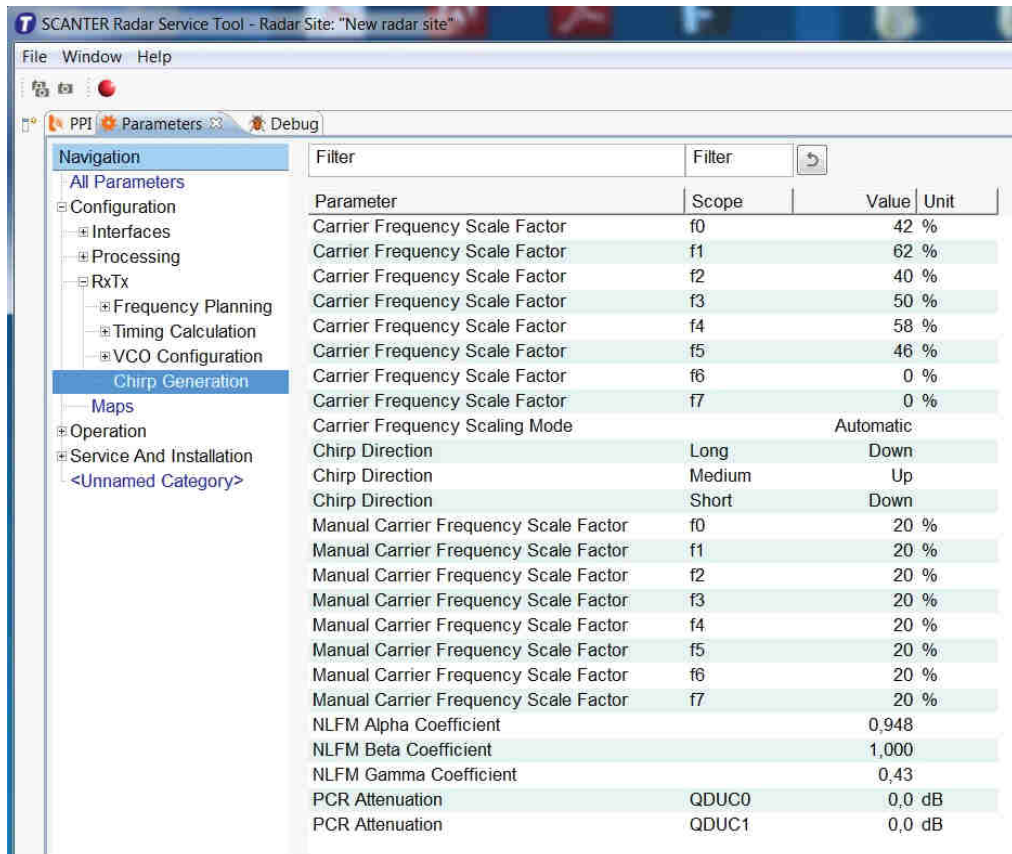 SCANTER Radar Service Tool - Radar Site: "New radar site"
File Window Help
PPI Parameters Debug
Navigation
All Parameters
Configuration
Interfaces
Processing
RxTx
Frequency Planning
Timing Calculation
VCO Configuration
Chirp Generation
Maps
Operation
Service And Installation
<Unnamed Category>
Filter Filter
Parameter Scope Value Unit
Carrier Frequency Scale Factor f0 42 %
Carrier Frequency Scale Factor f1 62 %
Carrier Frequency Scale Factor f2 40 %
Carrier Frequency Scale Factor f3 50 %
Carrier Frequency Scale Factor f4 58 %
Carrier Frequency Scale Factor f5 46 %
Carrier Frequency Scale Factor f6 0 %
Carrier Frequency Scale Factor f7 0 %
Carrier Frequency Scaling Mode Automatic
Chirp Direction Long Down
Chirp Direction Medium Up
Chirp Direction Short Down
Manual Carrier Frequency Scale Factor f0 20 %
Manual Carrier Frequency Scale Factor f1 20 %
Manual Carrier Frequency Scale Factor f2 20 %
Manual Carrier Frequency Scale Factor f3 20 %
Manual Carrier Frequency Scale Factor f4 20 %
Manual Carrier Frequency Scale Factor f5 20 %
Manual Carrier Frequency Scale Factor f6 20 %
Manual Carrier Frequency Scale Factor f7 20 %
NLFM Alpha Coefficient 0,948
NLFM Beta Coefficient 1,000
NLFM Gamma Coefficient 0,43
PCR Attenuation QDUC0 0,0 dB
PCR Attenuation QDUC1 0,0 dB